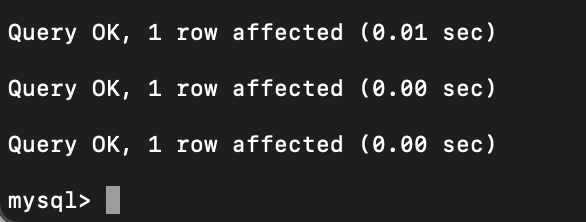 Query OK, 1 row affected (0.01 sec)
Query OK, 1 row affected (0.00 sec)
Query OK, 1 row affected (0.00 sec)
mysql>